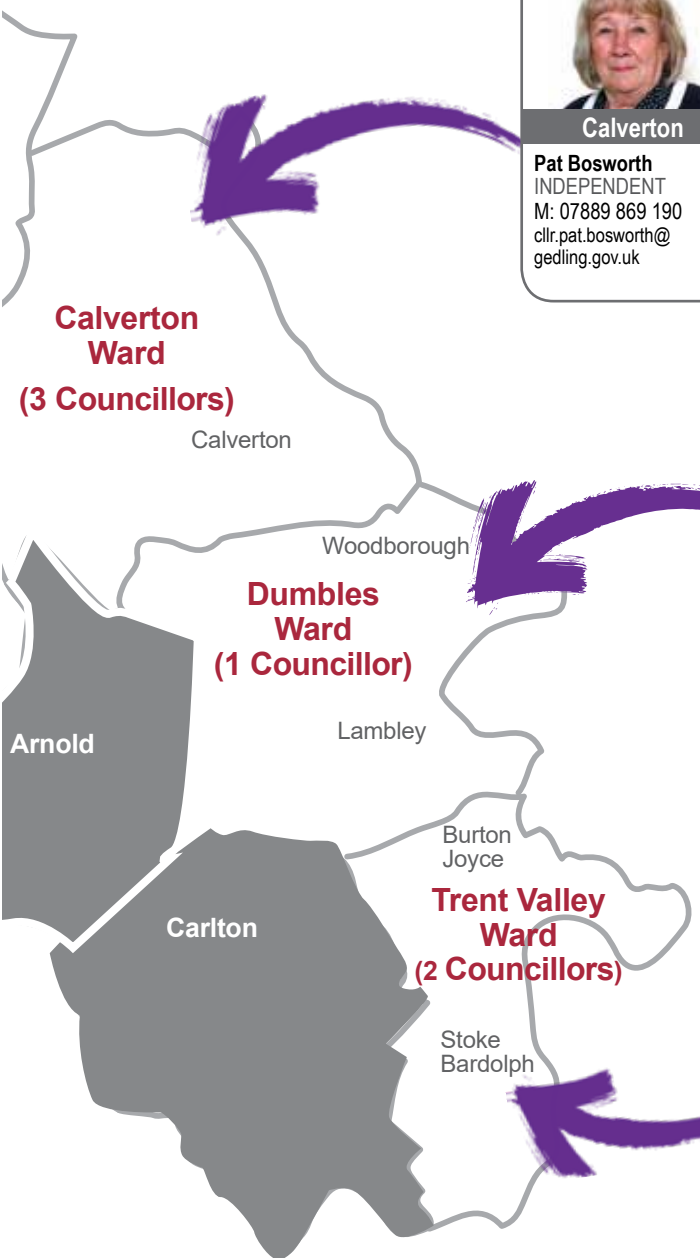 Calverton
Pat Bosworth
INDEPENDENT
M: 07889 869 190
cllr.pat.bosworth@
gedling.gov.uk
Calverton
Ward
(3 Councillors)
Calverton
Woodborough
Dumbles
Ward
(1 Councillor)
Lambley
Arnold
Burton
Joyce
Trent Valley
Ward
(2 Councillors)
Carlton
Stoke
Bardolph